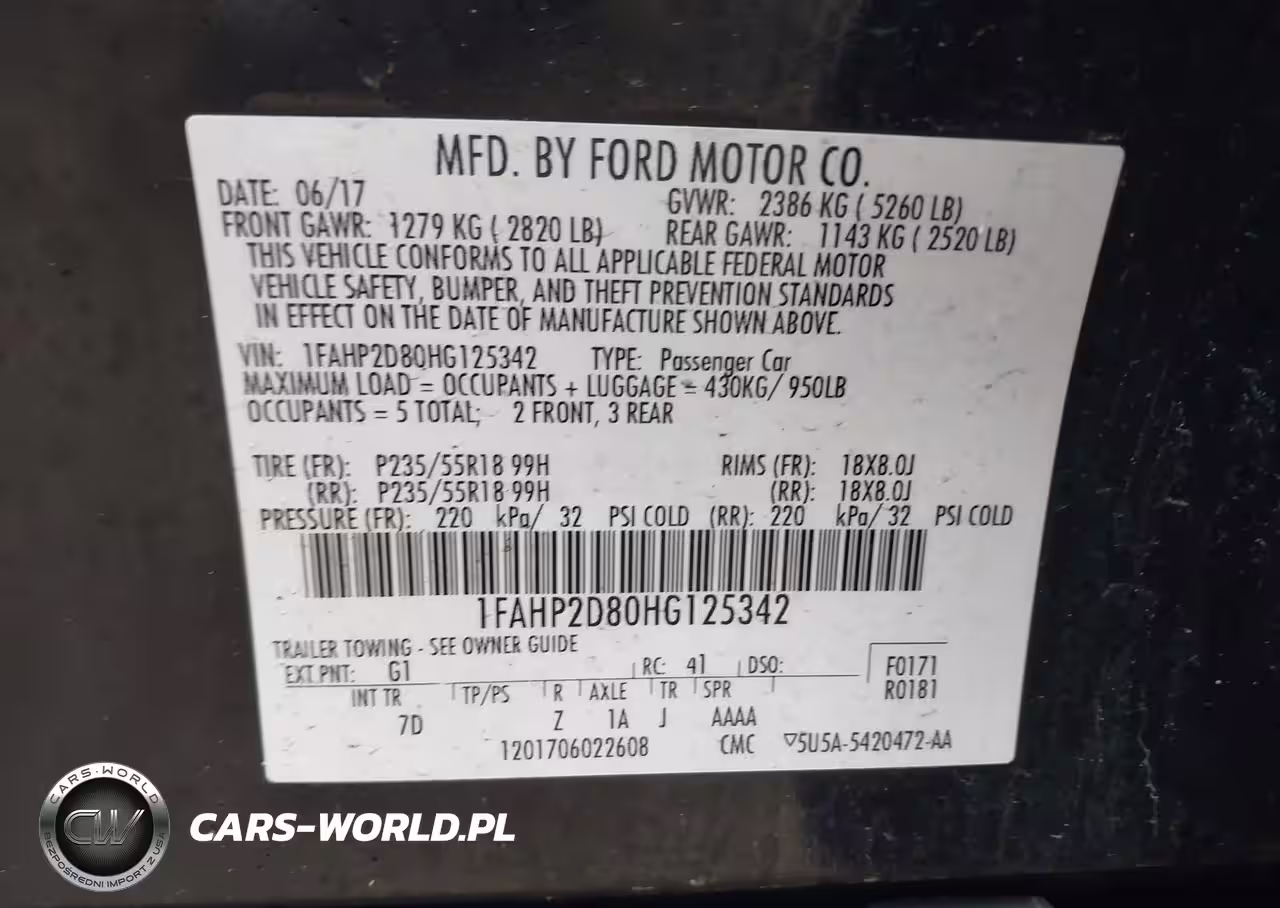 MFD. BY FORD MOTOR CO.
DATE: 06/17 GVWR: 2386 KG ( 5260 LB)
FRONT GAWR: 1279 KG ( 2820 LB) REAR GAWR: 1143 KG ( 2520 LB)
THIS VEHICLE CONFORMS TO ALL APPLICABLE FEDERAL MOTOR
VEHICLE SAFETY, BUMPER, AND THEFT PREVENTION STANDARDS
IN EFFECT ON THE DATE OF MANUFACTURE SHOWN ABOVE.
VIN: 1FAHP2D80HG125342 TYPE: Passenger Car
MAXIMUM LOAD = OCCUPANTS + LUGGAGE = 430KG/ 950LB
OCCUPANTS = 5 TOTAL; 2 FRONT, 3 REAR
TIRE (FR): P235/55R18 99H RIMS (FR): 18X8.0J
(RR): P235/55R18 99H (RR): 18X8.0J
PRESSURE (FR): 220 kPa/ 32 PSI COLD (RR): 220 kPa/ 32 PSI COLD
1FAHP2D80HG125342
TRAILER TOWING - SEE OWNER GUIDE
EXT PNT: G1 RC: 41 DSO: F0171
INT TR TP/PS R AXLE TR SPR R0181
7D Z 1A J AAAA
1201706022608 CMC ▽5U5A-5420472-AA
CARS-WORLD
CW
BEZPOŚREDNI IMPORT Z USA
CARS-WORLD.PL